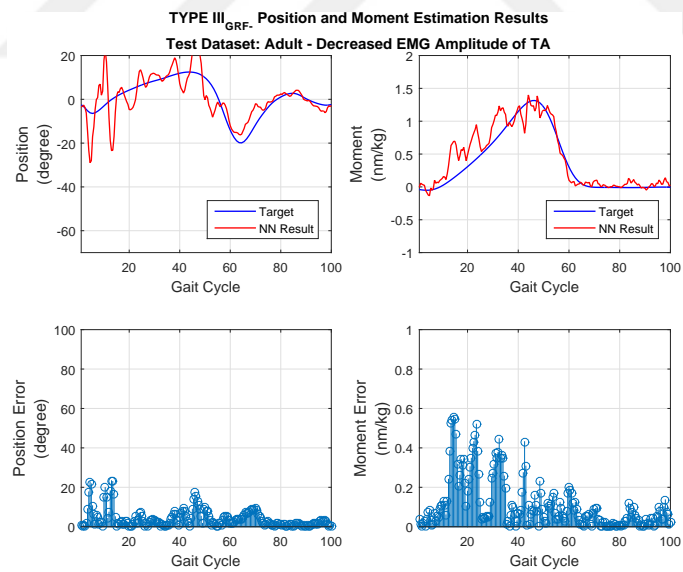 TYPE III_GRF- Position and Moment Estimation Results
Test Dataset: Adult - Decreased EMG Amplitude of TA
20
0
-20
-40
-60
Position
(degree)
Target
NN Result
20 40 60 80 100
Gait Cycle
2
1.5
1
0.5
0
-0.5
-1
Moment
(nm/kg)
Target
NN Result
20 40 60 80 100
Gait Cycle
100
80
60
40
20
0
Position Error
(degree)
20 40 60 80 100
Gait Cycle
1
0.8
0.6
0.4
0.2
0
Moment Error
(nm/kg)
20 40 60 80 100
Gait Cycle